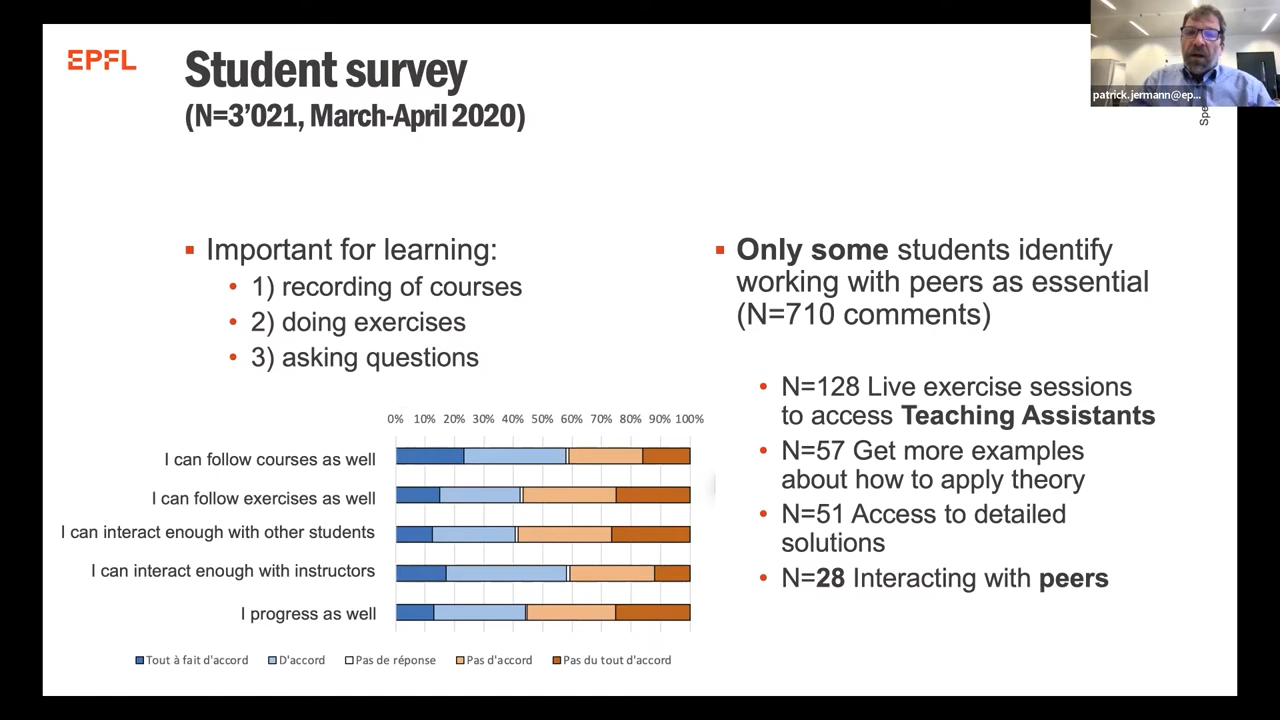 EPFL
Student survey
(N=3'021, March-April 2020)
patrick.jermann@ep...
Spe
Important for learning:
1) recording of courses
2) doing exercises
3) asking questions
0% 10% 20% 30% 40% 50% 60% 70% 80% 90% 100%
I can follow courses as well
I can follow exercises as well
I can interact enough with other students
I can interact enough with instructors
I progress as well
Tout à fait d'accord D'accord Pas de réponse Pas d'accord Pas du tout d'accord
Only some students identify
working with peers as essential
(N=710 comments)
N=128 Live exercise sessions
to access Teaching Assistants
N=57 Get more examples
about how to apply theory
N=51 Access to detailed
solutions
N=28 Interacting with peers